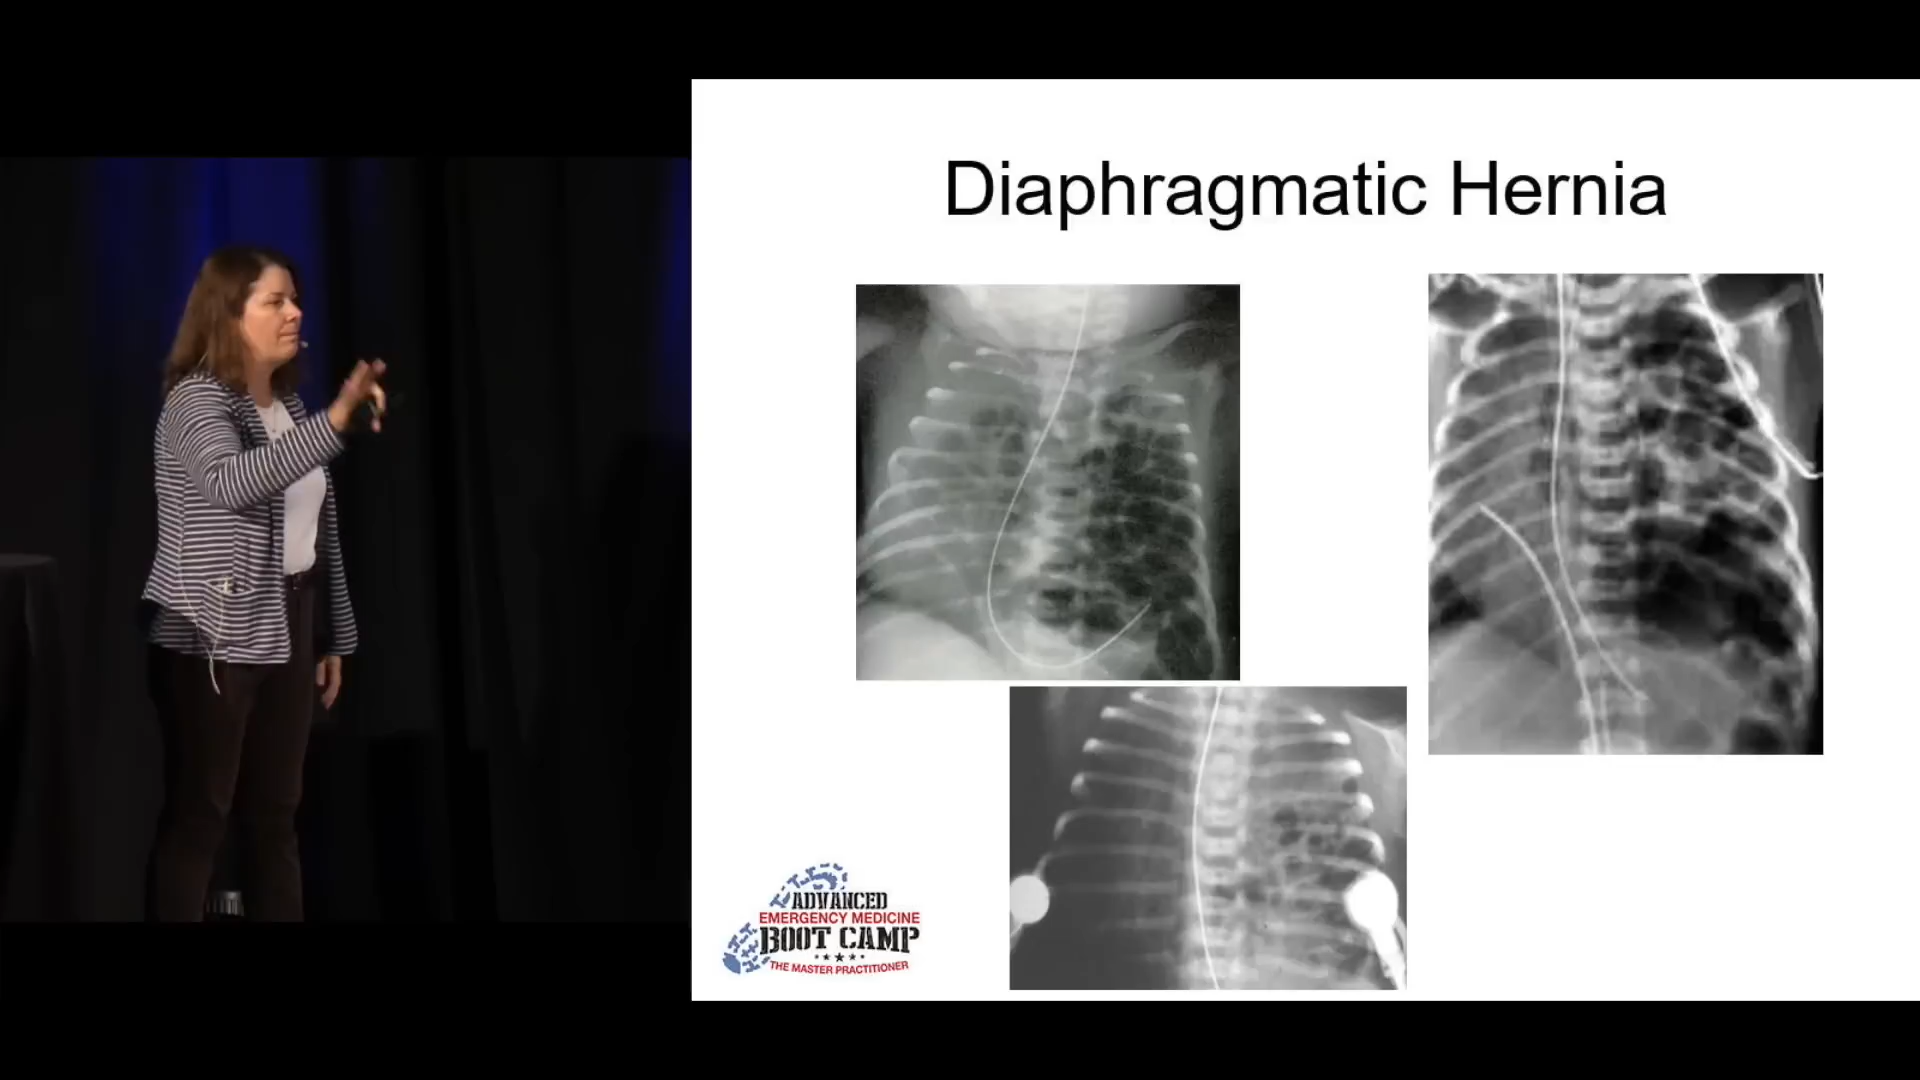 Diaphragmatic Hernia
ADVANCED
EMERGENCY MEDICINE
BOOT CAMP
THE MASTER PRACTITIONER